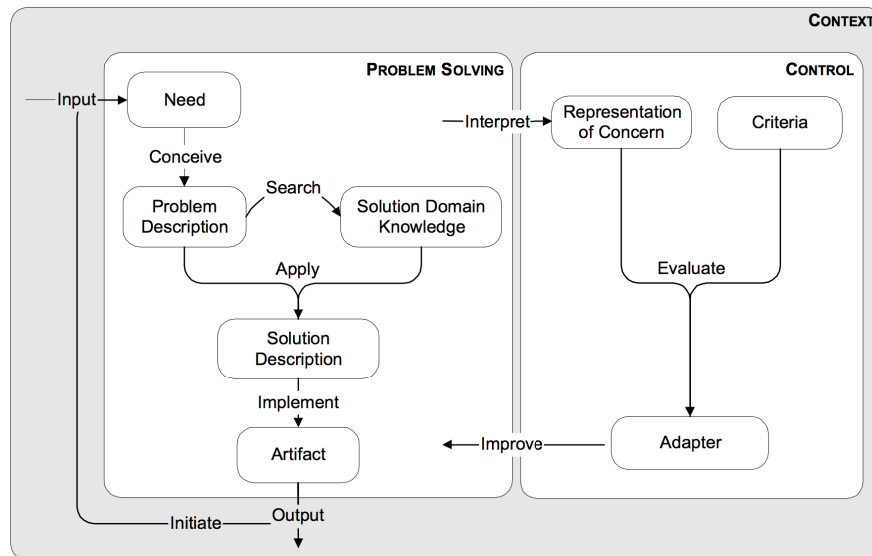 CONTEXT
PROBLEM SOLVING
CONTROL
Input
Need
Interpret
Representation
of Concern
Criteria
Conceive
Search
Problem
Description
Solution Domain
Knowledge
Apply
Evaluate
Solution
Description
Implement
Artifact
Improve
Adapter
Initiate
Output